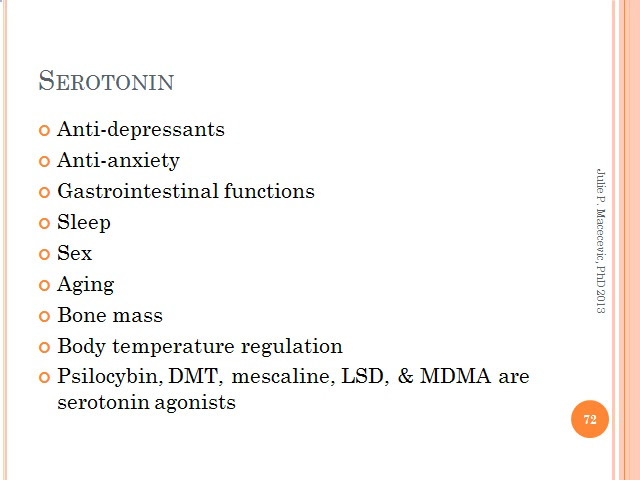 SEROTONIN
Anti-depressants
Anti-anxiety
Gastrointestinal functions
Sleep
Sex
Aging
Bone mass
Body temperature regulation
Psilocybin, DMT, mescaline, LSD, & MDMA are
serotonin agonists
Julie P. Macecevic, PhD 2013
72